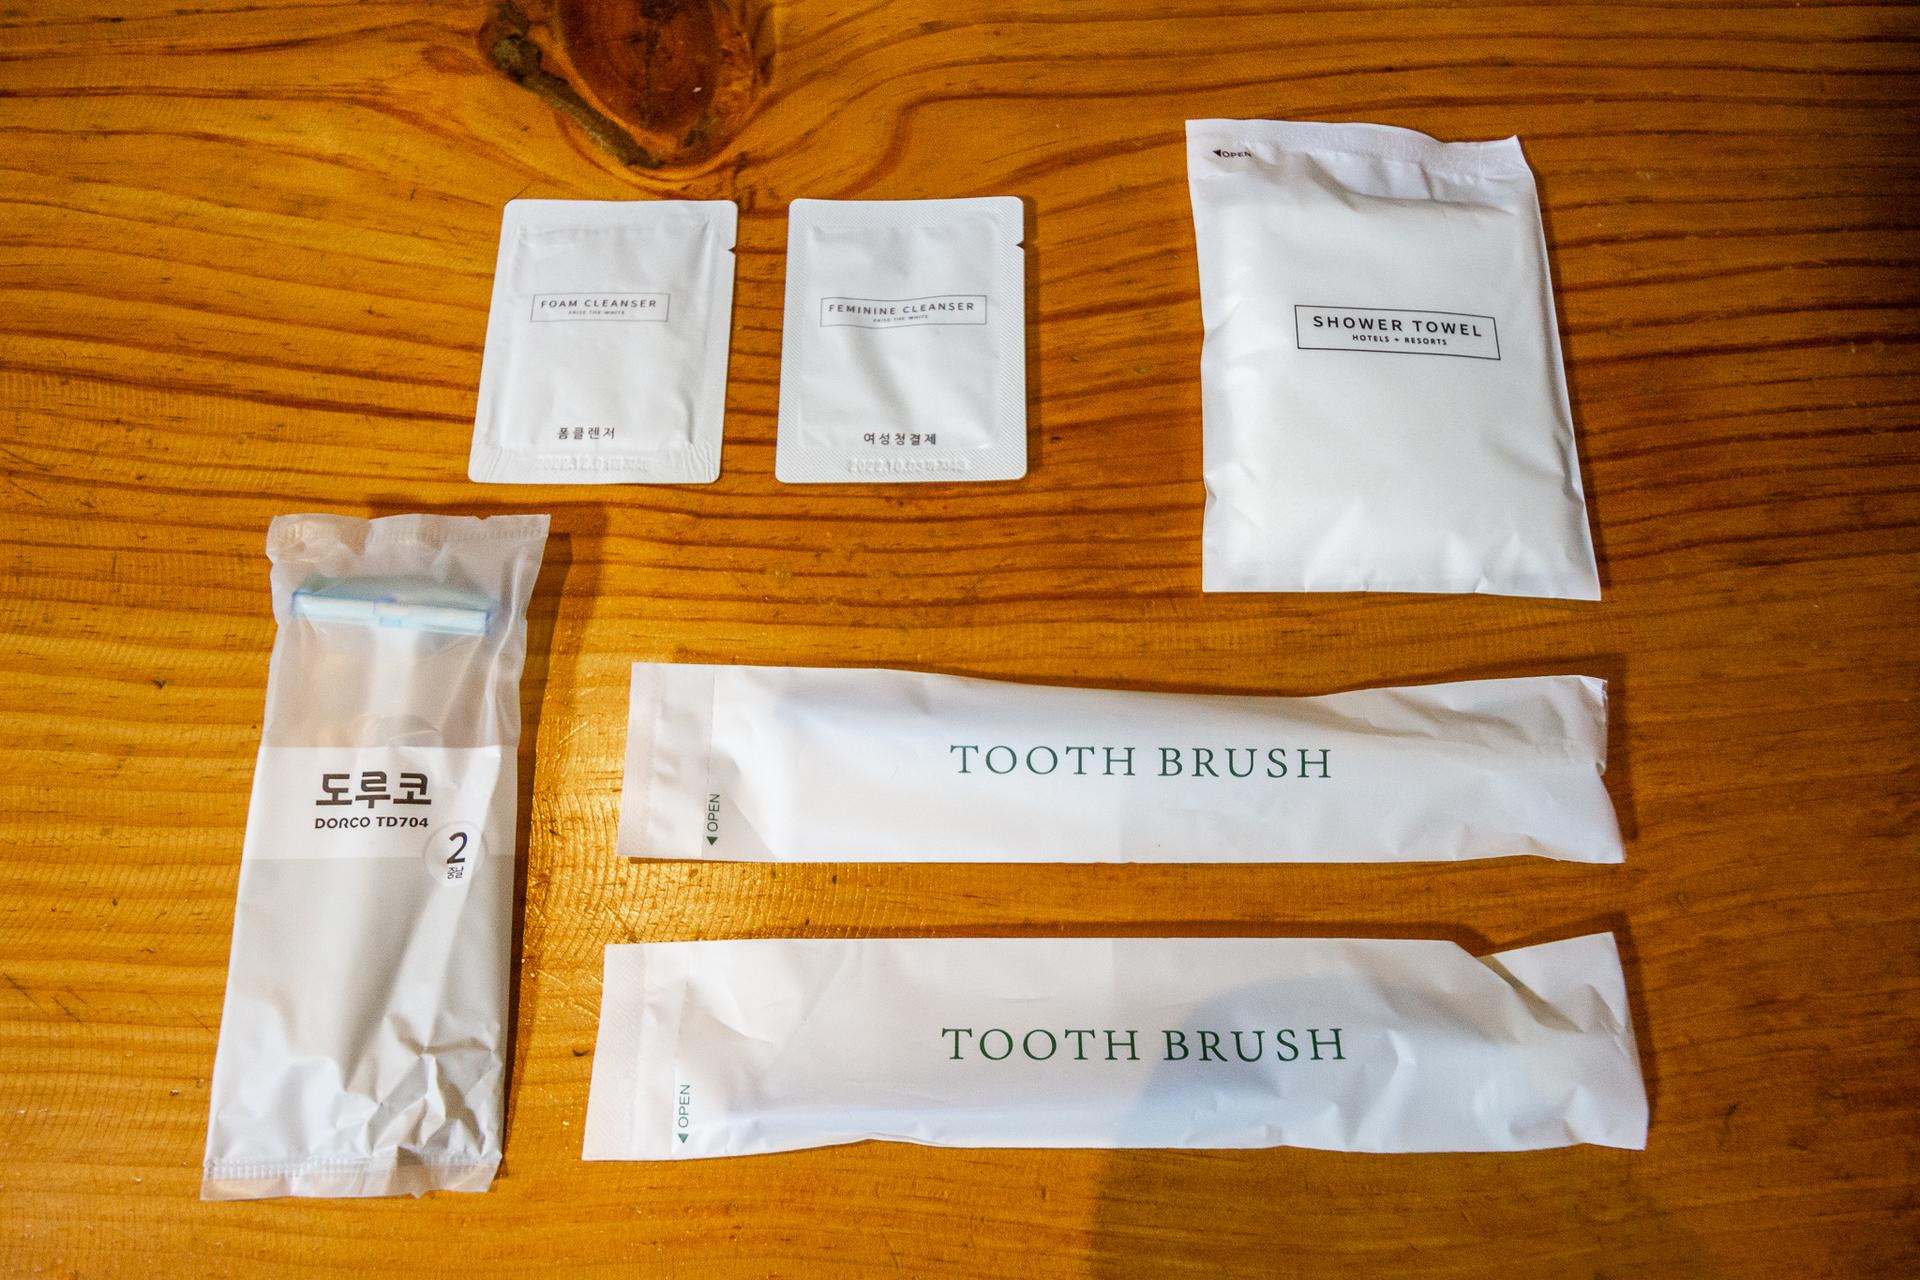 ◀OPEN
FOAM CLEANSER
PRISE THE WHITE
폼클렌저
FEMININE CLEANSER
PRISE THE WHITE
여성청결제
SHOWER TOWEL
HOTELS + RESORTS
도루코
DORCO TD704
2
중날
TOOTH BRUSH
◀OPEN
TOOTH BRUSH
◀OPEN